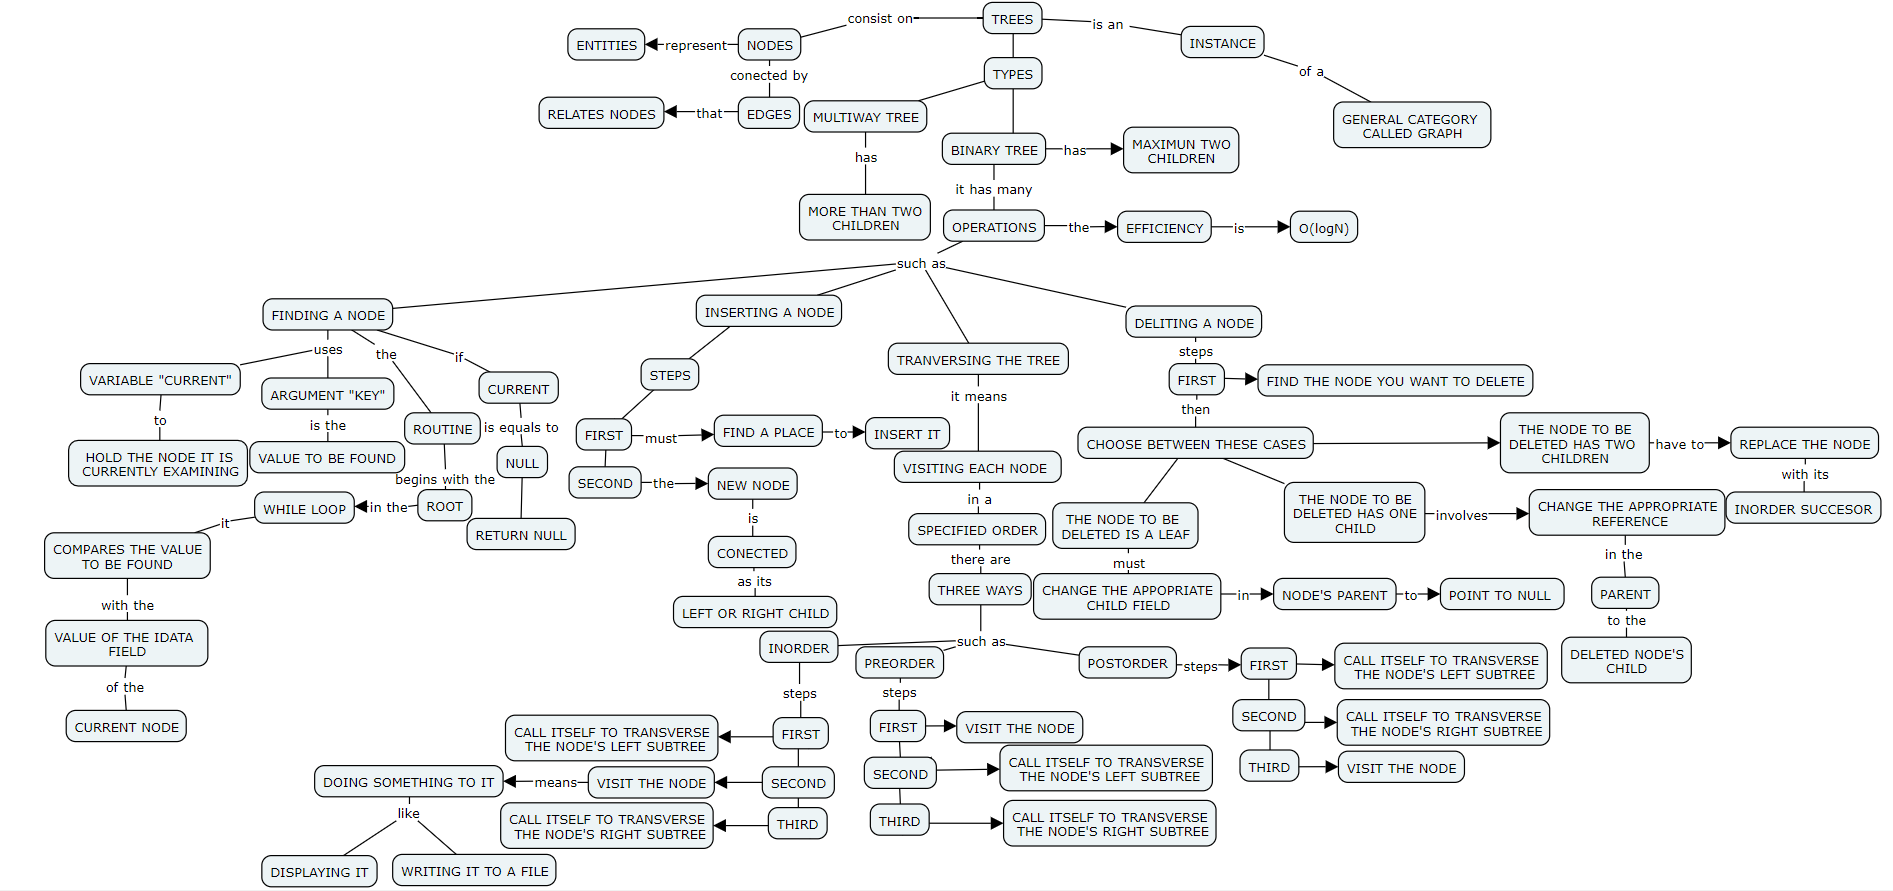 TREES
consist on
is an
ENTITIES
represent
NODES
INSTANCE
conected by
TYPES
of a
RELATES NODES
that
EDGES
MULTIWAY TREE
GENERAL CATEGORY
CALLED GRAPH
has
BINARY TREE
has
MAXIMUN TWO
CHILDREN
it has many
MORE THAN TWO
CHILDREN
OPERATIONS
the
EFFICIENCY
is
O(logN)
such as
FINDING A NODE
INSERTING A NODE
DELITING A NODE
uses
the
if
steps
VARIABLE "CURRENT"
ARGUMENT "KEY"
CURRENT
STEPS
TRANVERSING THE TREE
FIRST
FIND THE NODE YOU WANT TO DELETE
to
is the
ROUTINE
is equals to
FIRST
must
FIND A PLACE
to
INSERT IT
it means
then
CHOOSE BETWEEN THESE CASES
THE NODE TO BE
DELETED HAS TWO
CHILDREN
have to
REPLACE THE NODE
HOLD THE NODE IT IS
CURRENTLY EXAMINING
VALUE TO BE FOUND
NULL
SECOND
the
NEW NODE
VISITING EACH NODE
with its
begins with the
WHILE LOOP
in the
ROOT
is
in a
THE NODE TO BE
DELETED IS A LEAF
THE NODE TO BE
DELETED HAS ONE
CHILD
involves
CHANGE THE APPROPRIATE
REFERENCE
INORDER SUCCESOR
it
RETURN NULL
SPECIFIED ORDER
COMPARES THE VALUE
TO BE FOUND
CONECTED
there are
must
in the
as its
THREE WAYS
CHANGE THE APPOPRIATE
CHILD FIELD
in
NODE'S PARENT
to
POINT TO NULL
PARENT
with the
LEFT OR RIGHT CHILD
to the
VALUE OF THE IDATA
FIELD
INORDER
such as
PREORDER
POSTORDER
steps
FIRST
CALL ITSELF TO TRANSVERSE
THE NODE'S LEFT SUBTREE
DELETED NODE'S
CHILD
of the
steps
steps
CURRENT NODE
CALL ITSELF TO TRANSVERSE
THE NODE'S LEFT SUBTREE
FIRST
FIRST
VISIT THE NODE
SECOND
CALL ITSELF TO TRANSVERSE
THE NODE'S RIGHT SUBTREE
DOING SOMETHING TO IT
means
VISIT THE NODE
SECOND
SECOND
CALL ITSELF TO TRANSVERSE
THE NODE'S LEFT SUBTREE
THIRD
VISIT THE NODE
like
CALL ITSELF TO TRANSVERSE
THE NODE'S RIGHT SUBTREE
THIRD
THIRD
CALL ITSELF TO TRANSVERSE
THE NODE'S RIGHT SUBTREE
DISPLAYING IT
WRITING IT TO A FILE